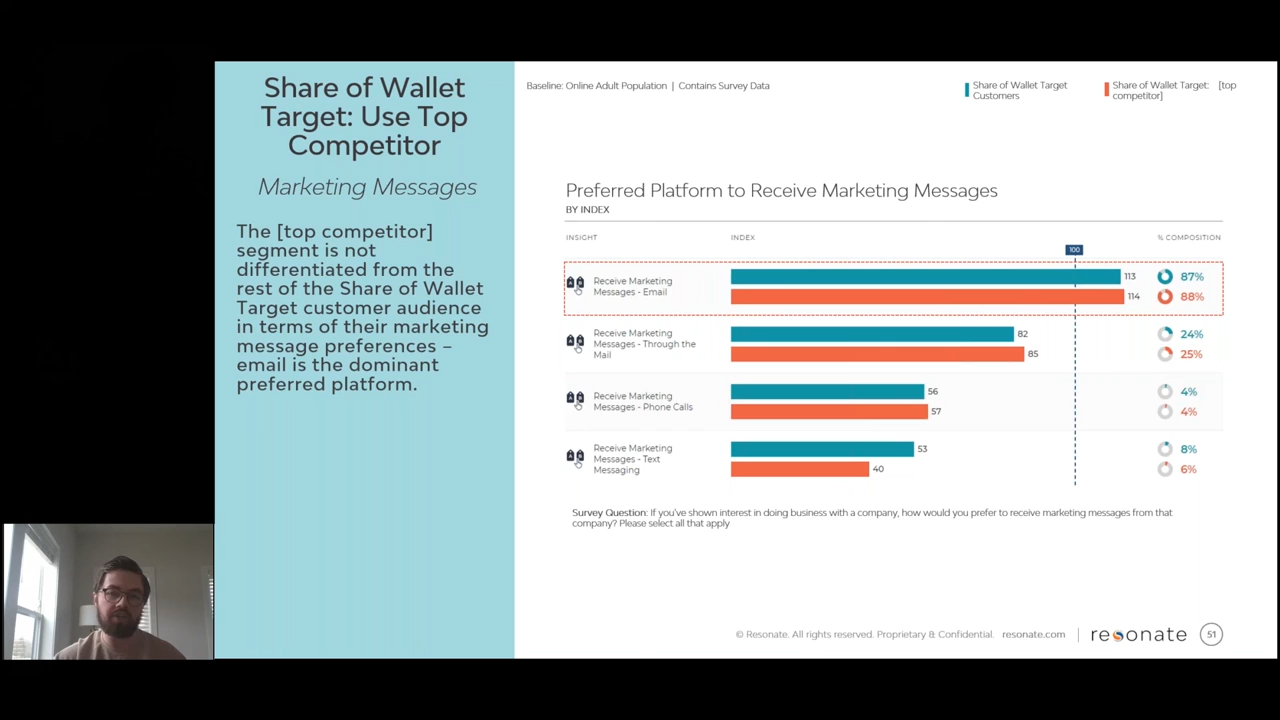 Share of Wallet
Target: Use Top
Competitor
Marketing Messages
The [top competitor]
segment is not
differentiated from the
rest of the Share of Wallet
Target customer audience
in terms of their marketing
message preferences –
email is the dominant
preferred platform.
Baseline: Online Adult Population | Contains Survey Data
Share of Wallet Target
Customers
Share of Wallet Target: [top
competitor]
Preferred Platform to Receive Marketing Messages
BY INDEX
INSIGHT INDEX % COMPOSITION
100
Receive Marketing
Messages - Email
113 87%
114 88%
Receive Marketing
Messages - Through the
Mail
82 24%
85 25%
Receive Marketing
Messages - Phone Calls
56 4%
57 4%
Receive Marketing
Messages - Text
Messaging
53 8%
40 6%
Survey Question: If you've shown interest in doing business with a company, how would you prefer to receive marketing messages from that
company? Please select all that apply
© Resonate. All rights reserved. Proprietary & Confidential. resonate.com | resonate 51